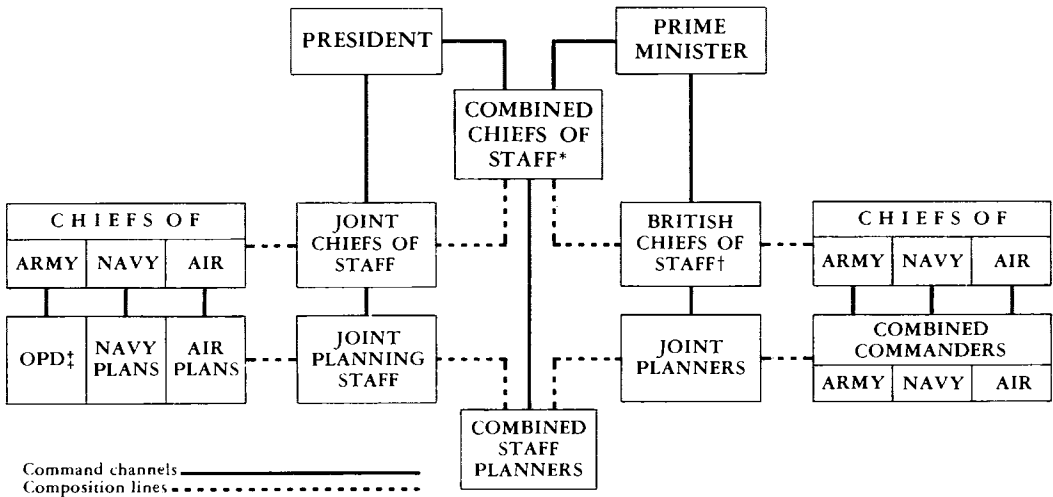 PRESIDENT
PRIME
MINISTER
COMBINED
CHIEFS OF
STAFF*
CHIEFS OF
ARMY NAVY AIR
JOINT
CHIEFS OF
STAFF
BRITISH
CHIEFS OF
STAFF†
CHIEFS OF
ARMY NAVY AIR
OPD‡
NAVY
PLANS
AIR
PLANS
JOINT
PLANNING
STAFF
JOINT
PLANNERS
COMBINED
COMMANDERS
ARMY NAVY AIR
COMBINED
STAFF
PLANNERS
Command channels
Composition lines